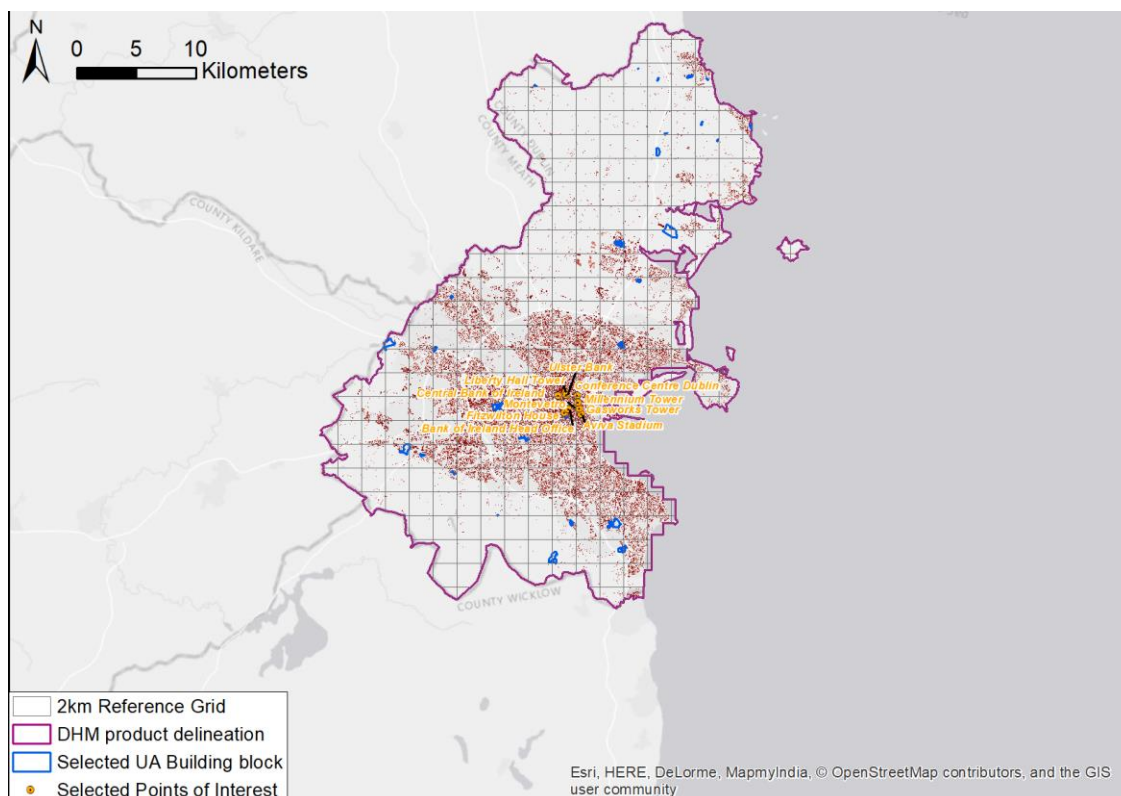 N
0 5 10
Kilometers
COUNTY DUBLIN
COUNTY MEATH
COUNTY KILDARE
Ulster Bank
Liberty Hall Tower
Conference Centre Dublin
Central Bank of Ireland
Millennium Tower
Montevetro
Gasworks Tower
Fitzwilton House
Aviva Stadium
Bank of Ireland Head Office
COUNTY WICKLOW
2km Reference Grid
DHM product delineation
Selected UA Building block
Selected Points of Interest
Esri, HERE, DeLorme, MapmyIndia, © OpenStreetMap contributors, and the GIS
user community